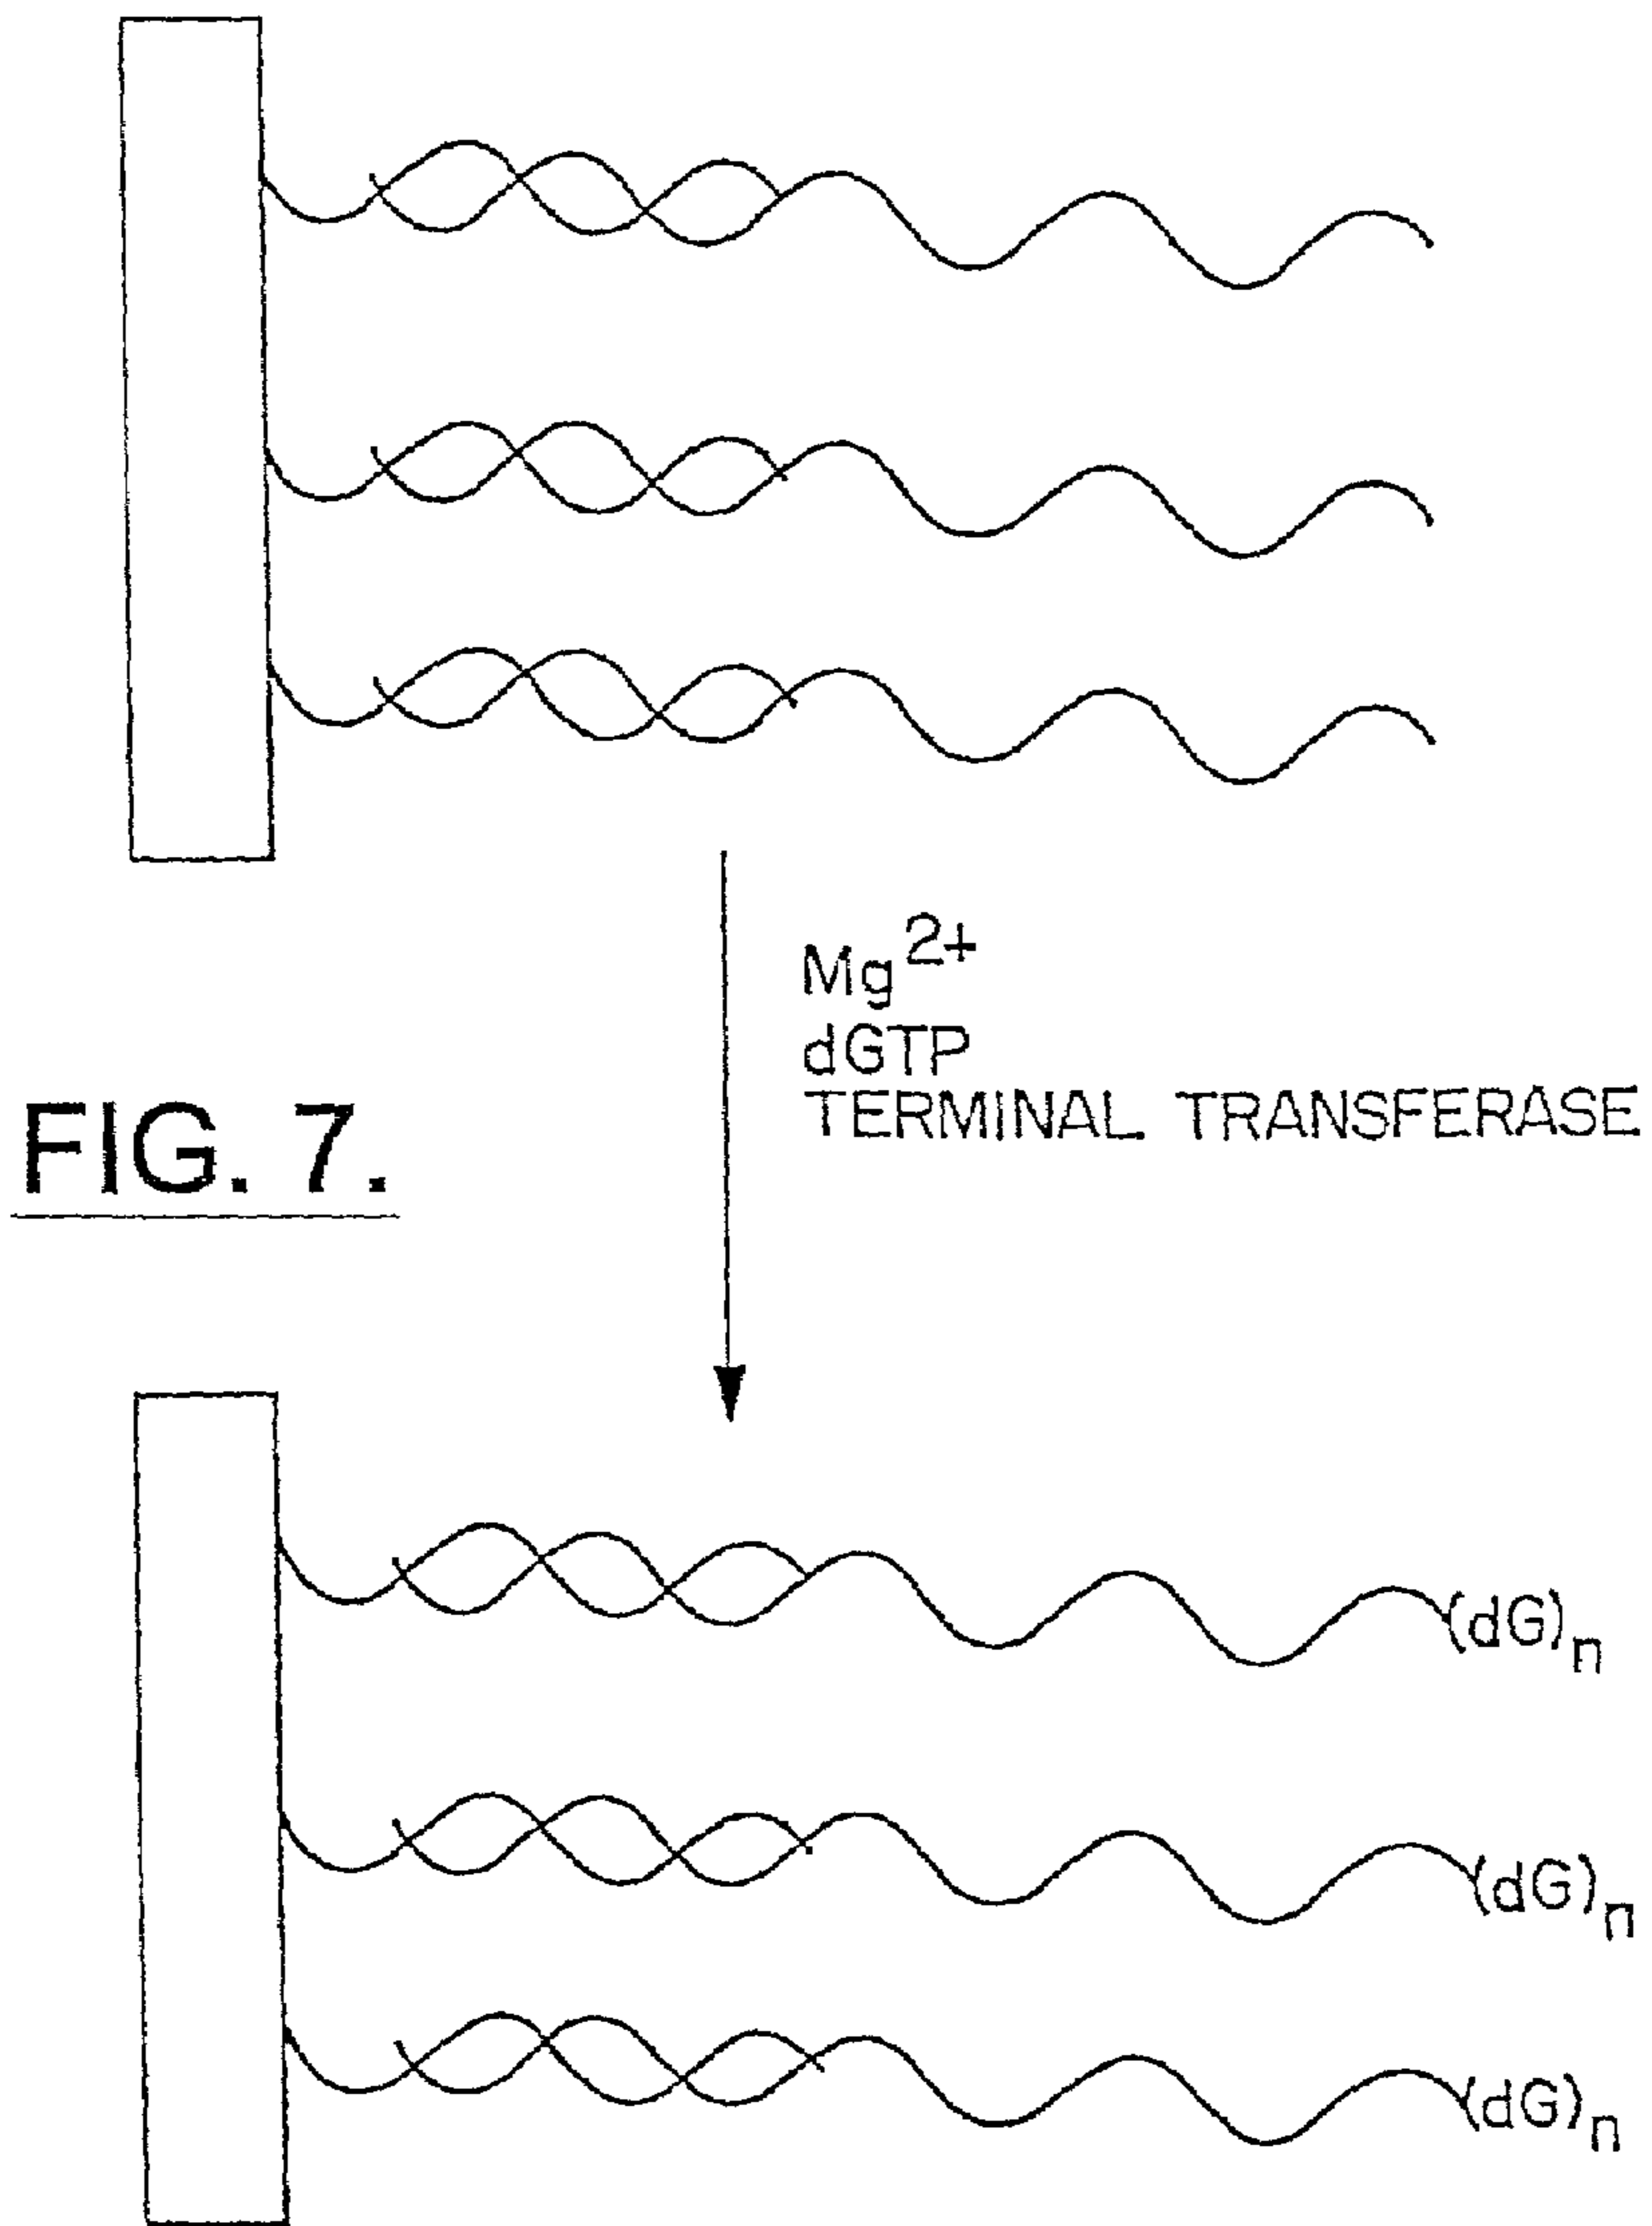 Mg2+
dGTP
TERMINAL TRANSFERASE
FIG. 7.
(dG)n
(dG)n
(dG)n